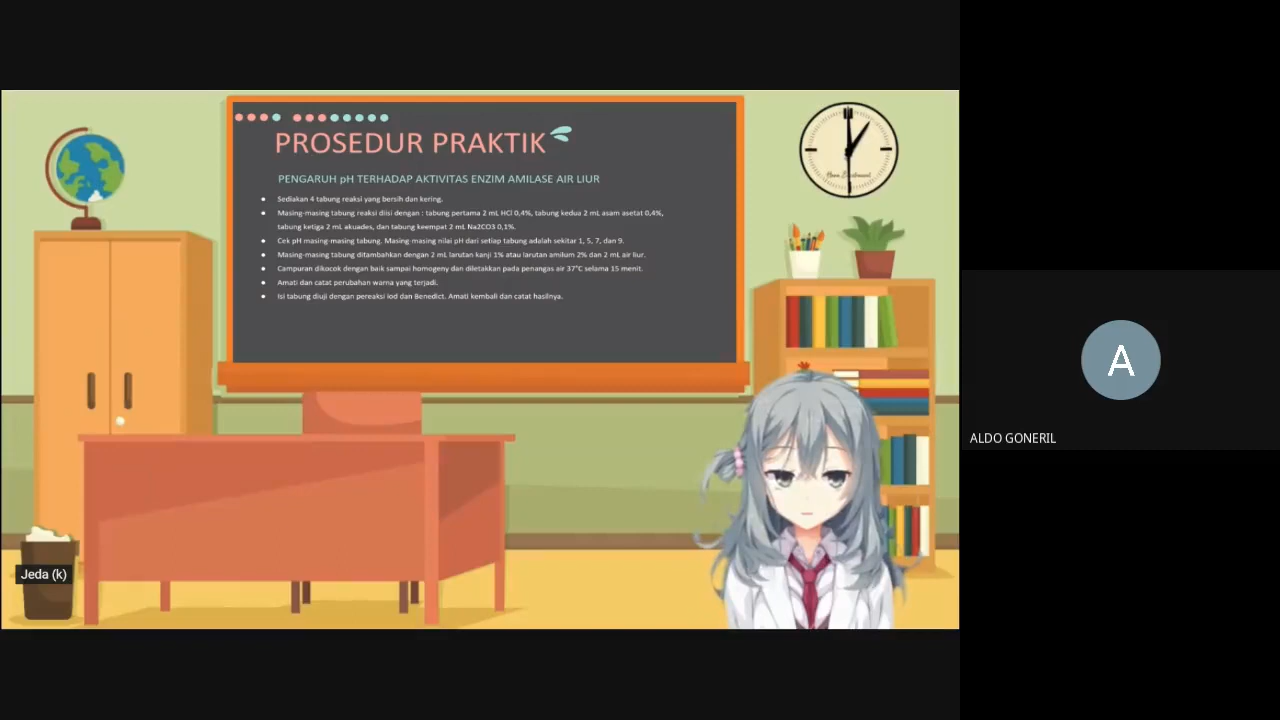 PROSEDUR PRAKTIK
PENGARUH pH TERHADAP AKTIVITAS ENZIM AMILASE AIR LIUR
• Sediakan 4 tabung reaksi yang bersih dan kering.
• Masing-masing tabung reaksi diisi dengan : tabung pertama 2 mL HCl 0,4%, tabung kedua 2 mL asam asetat 0,4%,
tabung ketiga 2 mL akuades, dan tabung keempat 2 mL Na2CO3 0,1%.
• Cek pH masing-masing tabung. Masing-masing nilai pH dari setiap tabung adalah sekitar 1, 5, 7, dan 9.
• Masing-masing tabung ditambahkan dengan 2 mL larutan kanji 1% atau larutan amilum 2% dan 2 mL air liur.
• Campuran dikocok dengan baik sampai homogeny dan diletakkan pada penangas air 37°C selama 15 menit.
• Amati dan catat perubahan warna yang terjadi.
• Isi tabung diuji dengan pereaksi Iod dan Benedict. Amati kembali dan catat hasilnya.
A
ALDO GONERIL
Jeda (k)